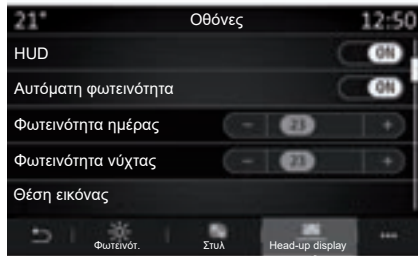 21° Οθόνες 12:50
HUD ON
Αυτόματη φωτεινότητα ON
Φωτεινότητα ημέρας - 23 +
Φωτεινότητα νύχτας - 23 +
Θέση εικόνας
Φωτεινότ. Στυλ Head-up display ...